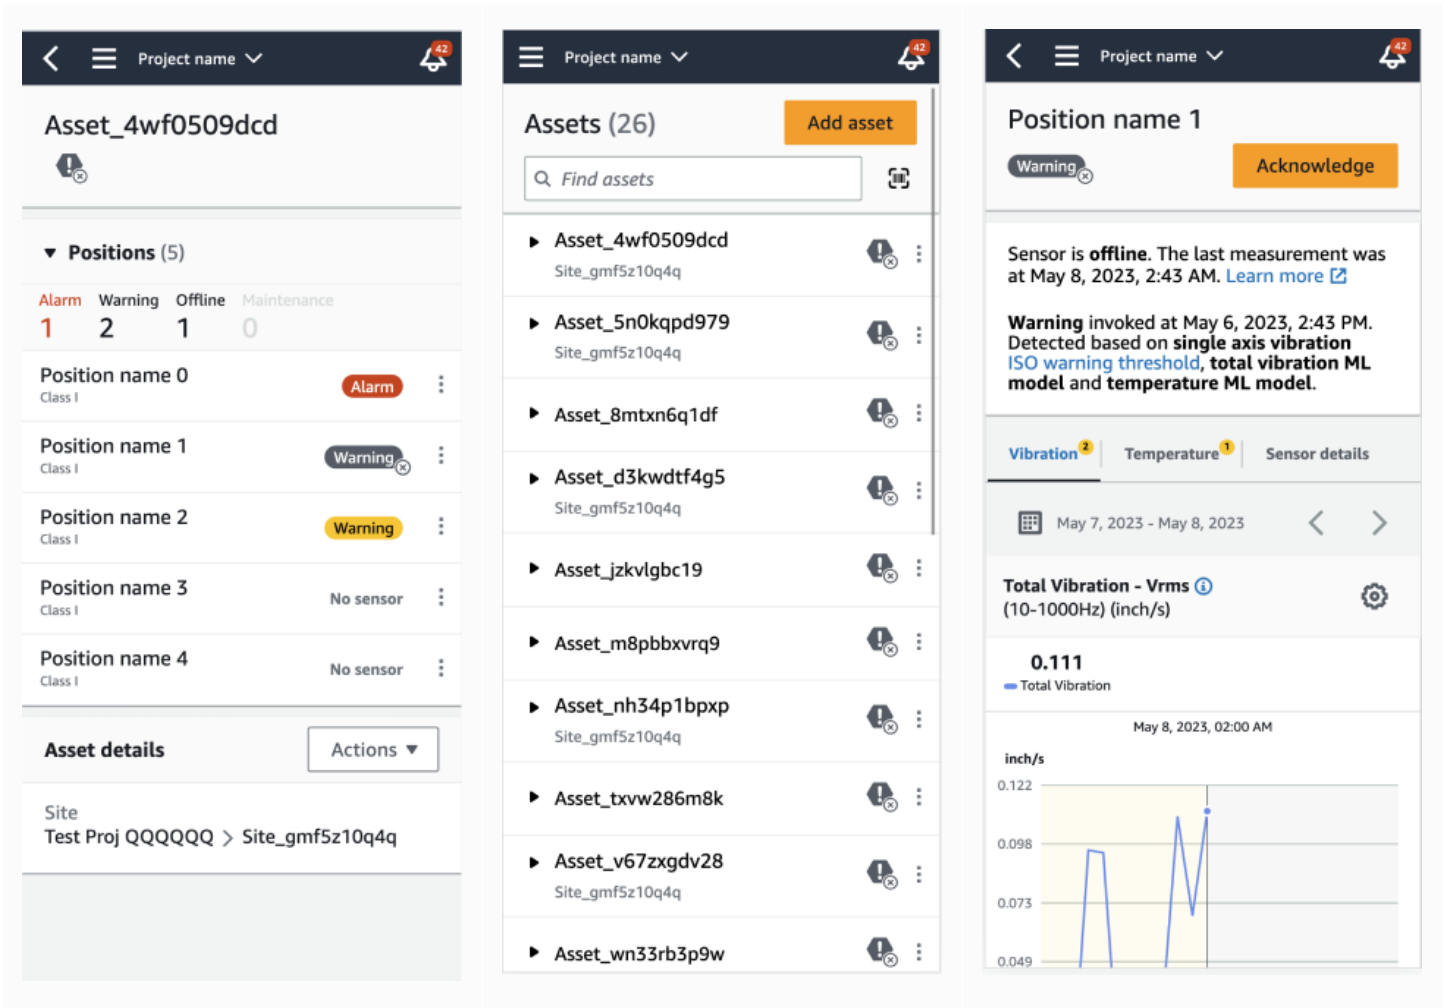 Project name
42
Asset_4wf0509dcd
Positions (5)
Alarm Warning Offline Maintenance
1 2 1 0
Position name 0
Class I
Alarm
Position name 1
Class I
Warning
Position name 2
Class I
Warning
Position name 3
Class I
No sensor
Position name 4
Class I
No sensor
Asset details
Actions
Site
Test Proj QQQQQQ > Site_gmf5z10q4q
Project name
42
Assets (26)
Add asset
Find assets
Asset_4wf0509dcd
Site_gmf5z10q4q
Asset_5n0kqpd979
Site_gmf5z10q4q
Asset_8mtxn6q1df
Asset_d3kwdtf4g5
Site_gmf5z10q4q
Asset_jzkvlgbc19
Asset_m8pbbxvrq9
Asset_nh34p1bpxp
Site_gmf5z10q4q
Asset_txvw286m8k
Asset_v67zxgdv28
Site_gmf5z10q4q
Asset_wn33rb3p9w
Project name
42
Position name 1
Warning
Acknowledge
Sensor is offline. The last measurement was
at May 8, 2023, 2:43 AM. Learn more
Warning invoked at May 6, 2023, 2:43 PM.
Detected based on single axis vibration
ISO warning threshold, total vibration ML
model and temperature ML model.
Vibration 2 Temperature 1 Sensor details
May 7, 2023 - May 8, 2023
Total Vibration - Vrms
(10-1000Hz) (inch/s)
0.111
Total Vibration
May 8, 2023, 02:00 AM
inch/s
0.122
0.098
0.073
0.049